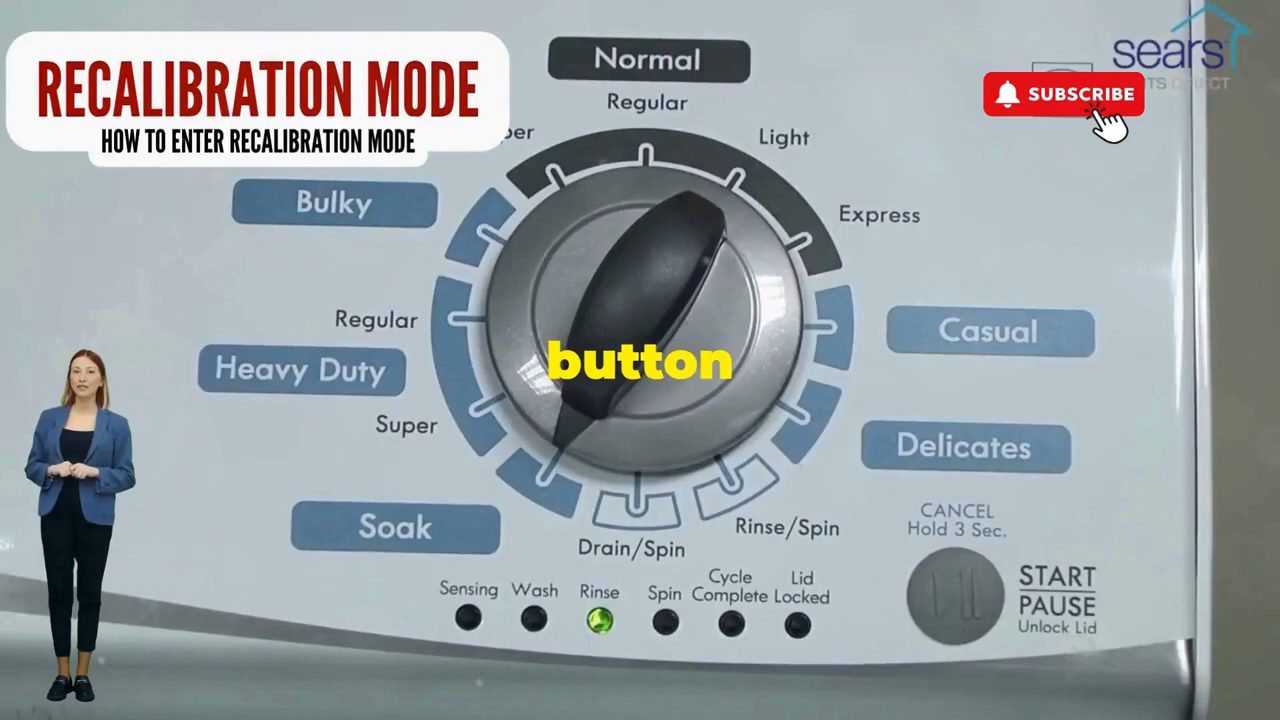 RECALIBRATION MODE
HOW TO ENTER RECALIBRATION MODE
sears
SUBSCRIBE
Normal
Regular
Light
Express
Bulky
Regular
Heavy Duty
Super
Soak
Casual
Delicates
Rinse/Spin
Drain/Spin
button
CANCEL
Hold 3 Sec.
START
PAUSE
Unlock Lid
Sensing
Wash
Rinse
Spin
Cycle
Complete
Lid
Locked